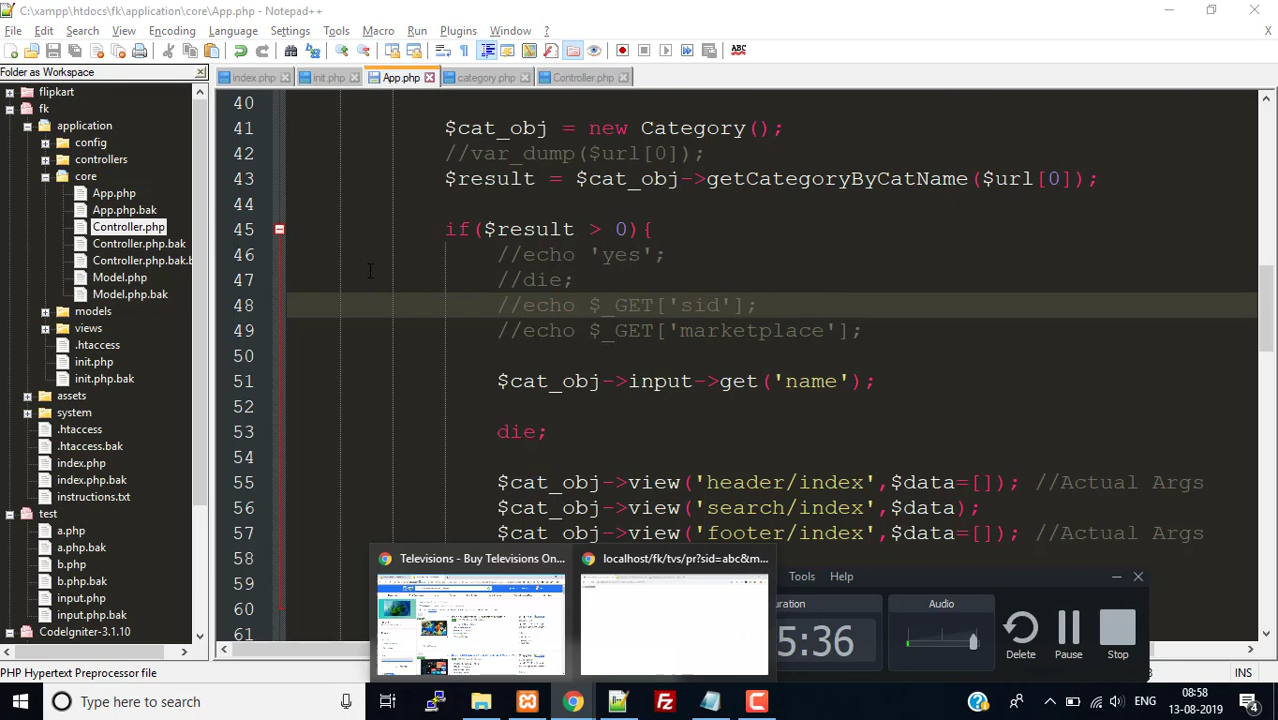 C:\xampp\htdocs\fk\application\core\App.php - Notepad++
File Edit Search View Encoding Language Settings Tools Macro Run Plugins Window ? X
Folder as Workspace
index.php init.php App.php category.php Controller.php
flipkart
fk
application
config
controllers
core
App.php
App.php.bak
Controller.php
Controller.php.bak
Controller.php.bak.b
Model.php
Model.php.bak
models
views
.htaccess
init.php
init.php.bak
assets
system
.htaccess
.htaccess.bak
index.php
index.php.bak
instructions.txt
test
a.php
a.php.bak
b.php
b.php.bak
input.php
input.php.bak
CodeIgniter-3.1.10
40
41 $cat_obj = new Category();
42 //var_dump($url[0]);
43 $result = $cat_obj->getCategoryByCatName($url[0]);
44
45 if($result > 0){
46 //echo 'yes';
47 //die;
48 //echo $_GET['sid'];
49 //echo $_GET['marketplace'];
50
51 $cat_obj->input->get('name');
52
53 die;
54
55 $cat_obj->view('header/index',$data=[]); //Actual Args
56 $cat_obj->view('search/index',$data);
57 $cat_obj->view('footer/index',$data=[]); //Actual Args
58
59
60
61
Televisions - Buy Televisions On...
localhost/fk/tvs/pr?sid=abc&m...
Tools Help
uration
Audio
5:36
Delete Pause Stop
PHP Hypertext Preprocessor file
INS
Type here to search
ENG
08:58
13-08-2019
4